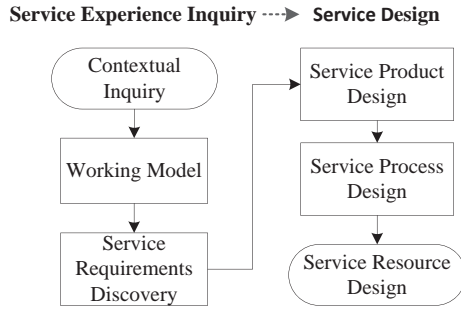 Service Experience Inquiry
Service Design
Contextual
Inquiry
Working Model
Service
Requirements
Discovery
Service Product
Design
Service Process
Design
Service Resource
Design